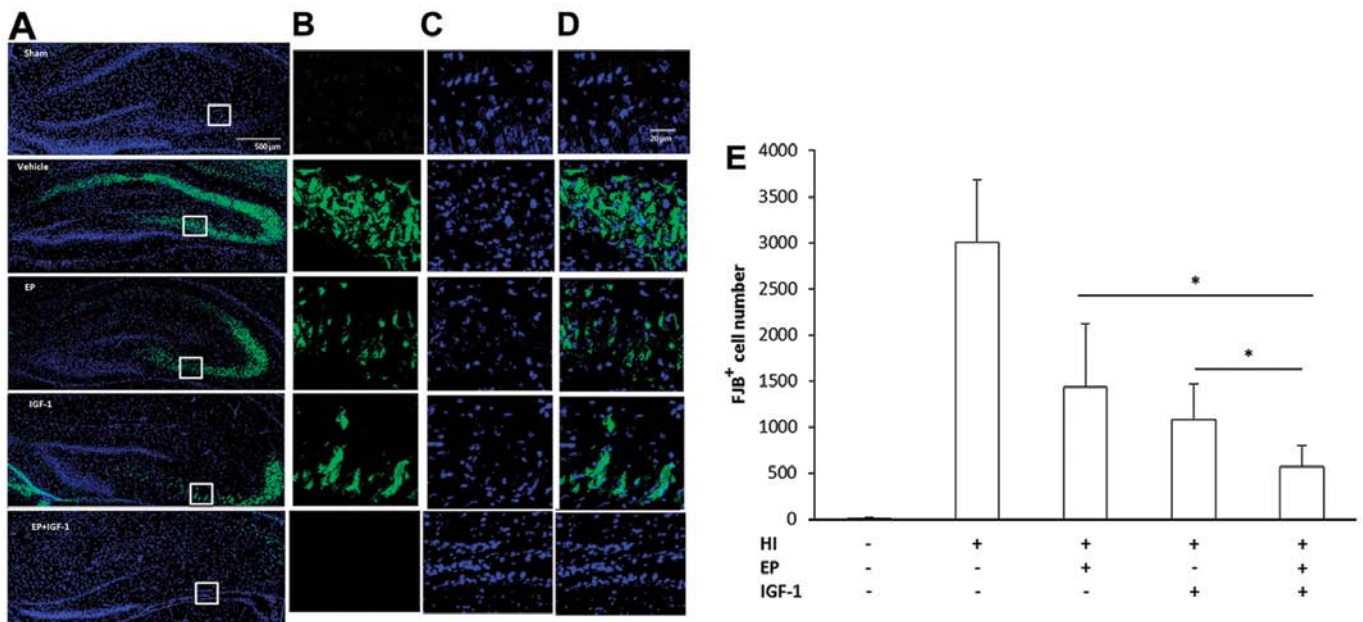 A
B
C
D
Sham
500 µm
20 µm
Vehicle
EP
IGF-1
EP+IGF-1
E
FJB+ cell number
4000
3500
3000
2500
2000
1500
1000
500
0
*
*
HI - + + + +
EP - - + - +
IGF-1 - - - + +